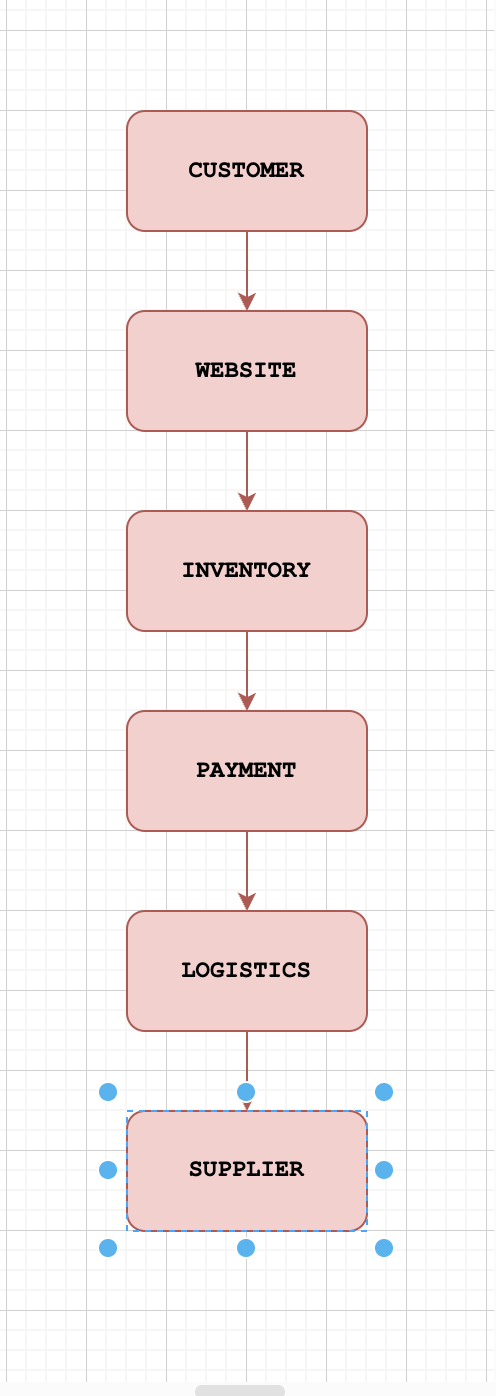 CUSTOMER
WEBSITE
INVENTORY
PAYMENT
LOGISTICS
SUPPLIER